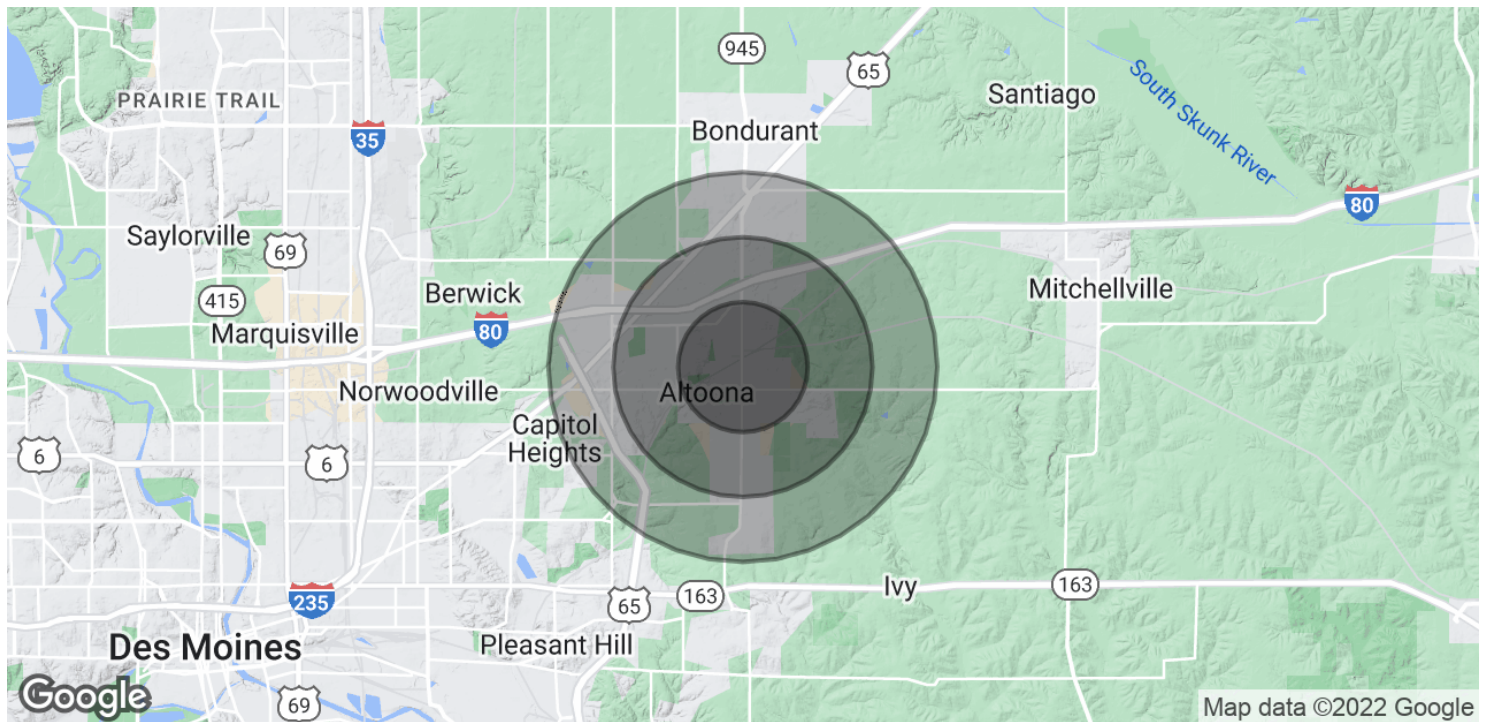 945
65
Santiago
PRAIRIE TRAIL
South Skunk River
35
Bondurant
80
Saylorville
69
415
Berwick
Mitchellville
80
Marquisville
Norwoodville
Altoona
Capitol
Heights
6
6
235
65
163
Ivy
163
Des Moines
Pleasant Hill
69
Google
Map data ©2022 Google